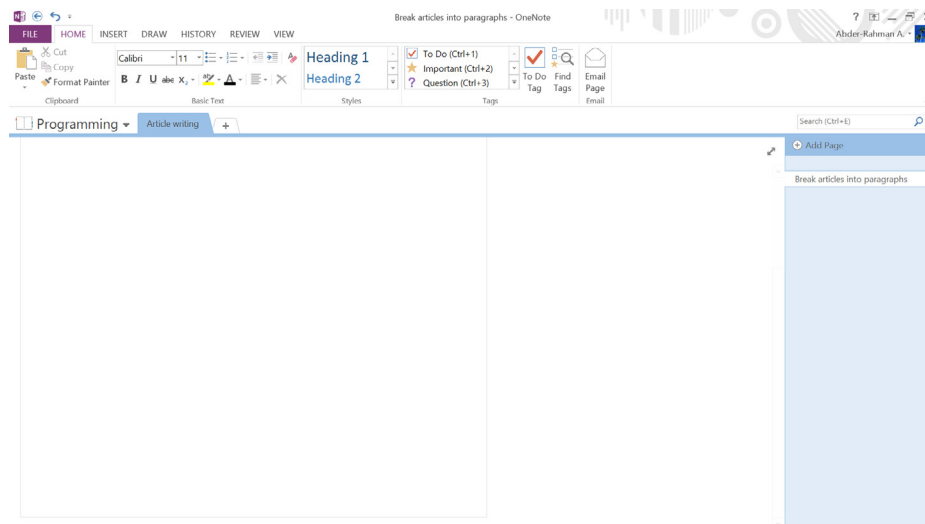 Break articles into paragraphs - OneNote
?
FILE HOME INSERT DRAW HISTORY REVIEW VIEW
Abder-Rahman A.
Paste
Cut
Copy
Format Painter
Clipboard
Calibri 11
B I U abc X₂ aby A
Basic Text
Heading 1
Heading 2
Styles
To Do (Ctrl+1)
Important (Ctrl+2)
? Question (Ctrl+3)
To Do Tag
Find Tags
Tags
Email Page
Email
Programming
Article writing
+
Search (Ctrl+E)
Add Page
Break articles into paragraphs